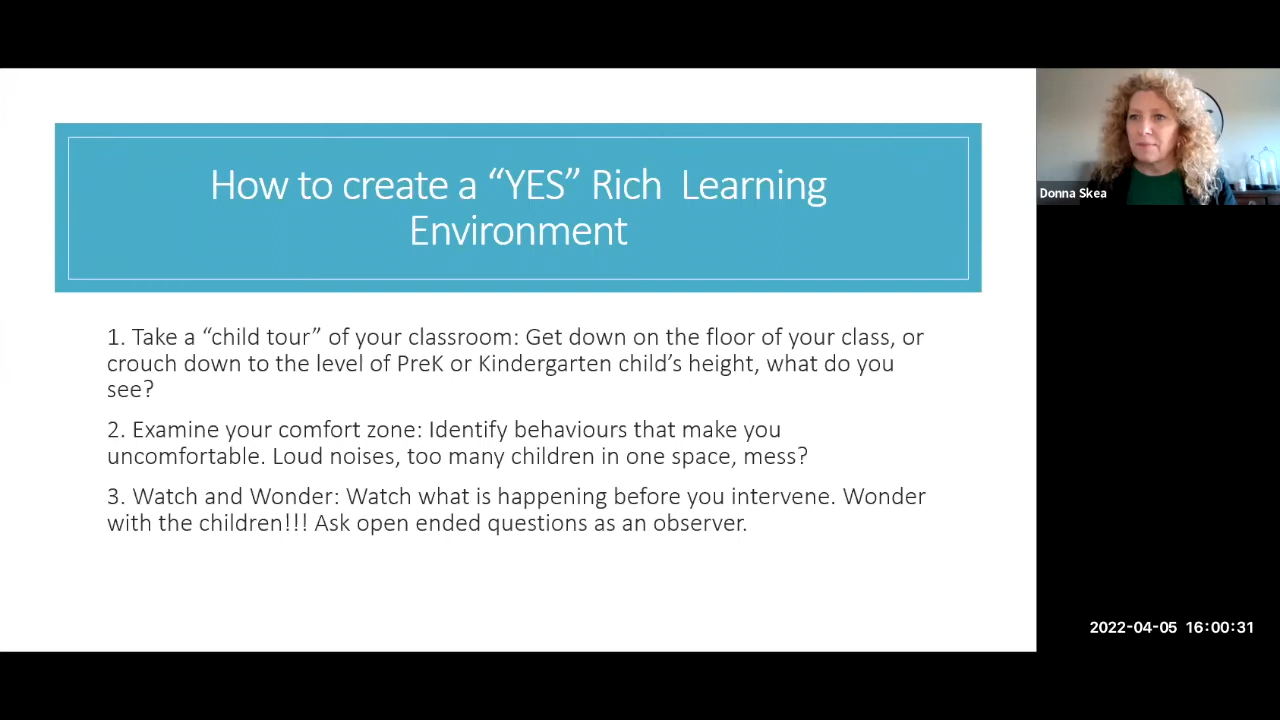 How to create a “YES” Rich Learning
Environment
1. Take a “child tour” of your classroom: Get down on the floor of your class, or
crouch down to the level of PreK or Kindergarten child’s height, what do you
see?
2. Examine your comfort zone: Identify behaviours that make you
uncomfortable. Loud noises, too many children in one space, mess?
3. Watch and Wonder: Watch what is happening before you intervene. Wonder
with the children!!! Ask open ended questions as an observer.
Donna Skea
2022-04-05 16:00:31